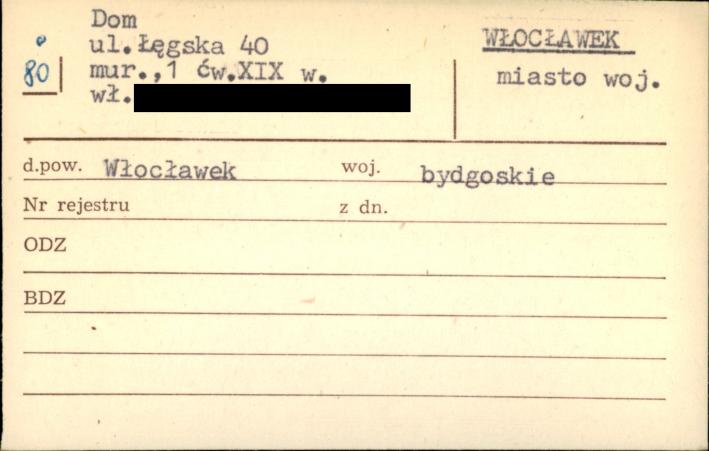 Dom
ul.Łęgska 40
mur.,1 ćw.XIX w.
wł.
80
WŁOCŁAWEK
miasto woj.
d.pow. Włocławek woj. bydgoskie
Nr rejestru z dn.
ODZ
BDZ